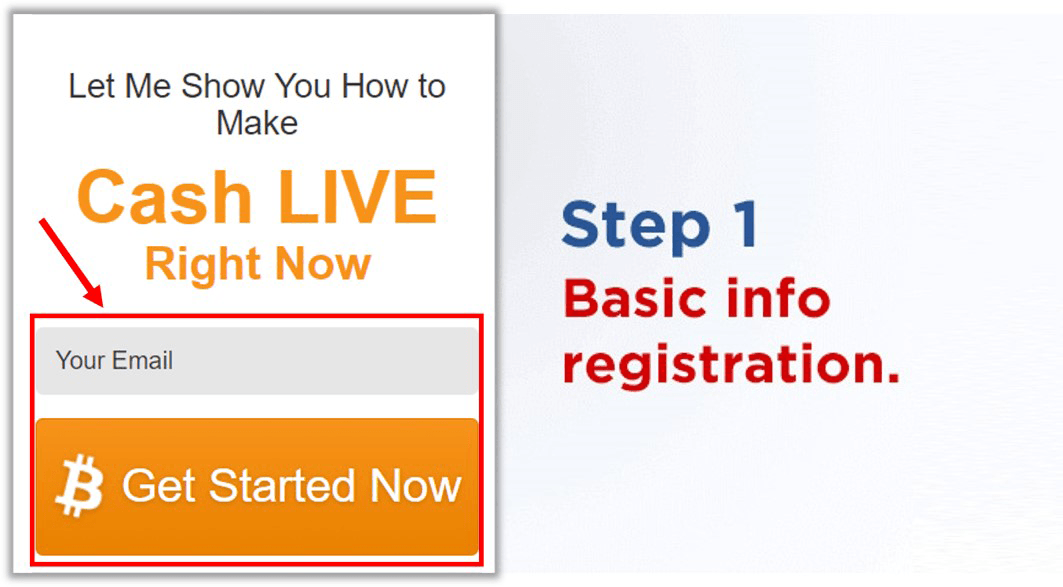 Let Me Show You How to
Make
Cash LIVE
Right Now
Your Email
Get Started Now
Step 1
Basic info
registration.